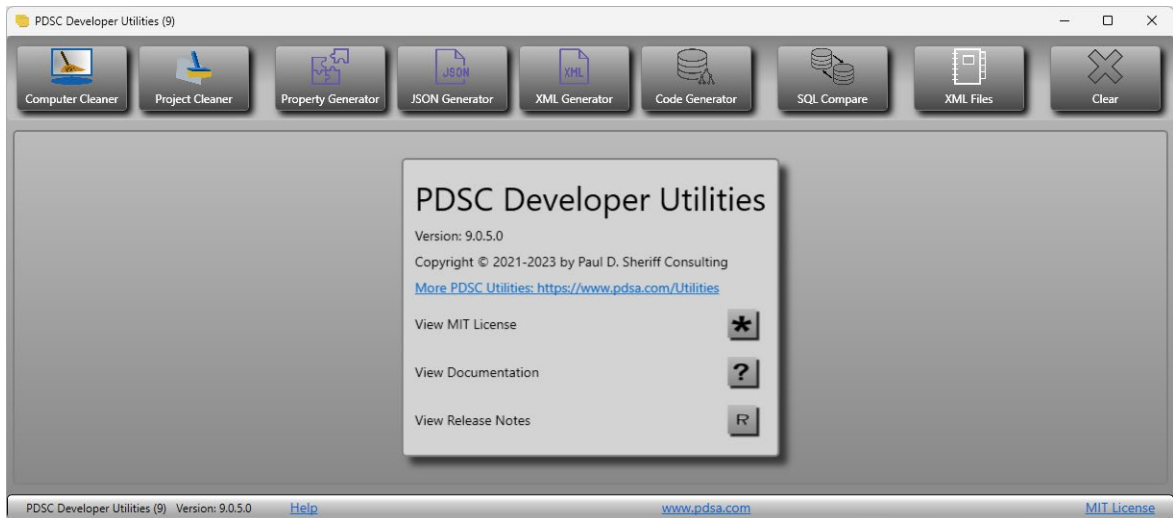 PDSC Developer Utilities (9)
Computer Cleaner
Project Cleaner
Property Generator
JSON
JSON Generator
XML
XML Generator
Code Generator
SQL Compare
XML Files
Clear
PDSC Developer Utilities
Version: 9.0.5.0
Copyright © 2021-2023 by Paul D. Sheriff Consulting
More PDSC Utilities: https://www.pdsa.com/Utilities
View MIT License *
View Documentation ?
View Release Notes R
PDSC Developer Utilities (9) Version: 9.0.5.0 Help www.pdsa.com MIT License